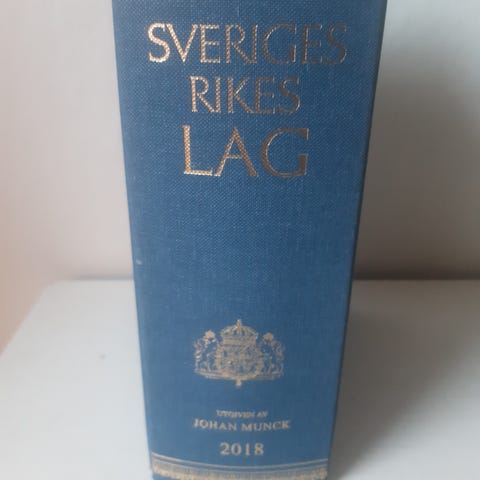 SVERIGES
RIKES
LAG
UTGIVEN AV
JOHAN MUNCK
2018